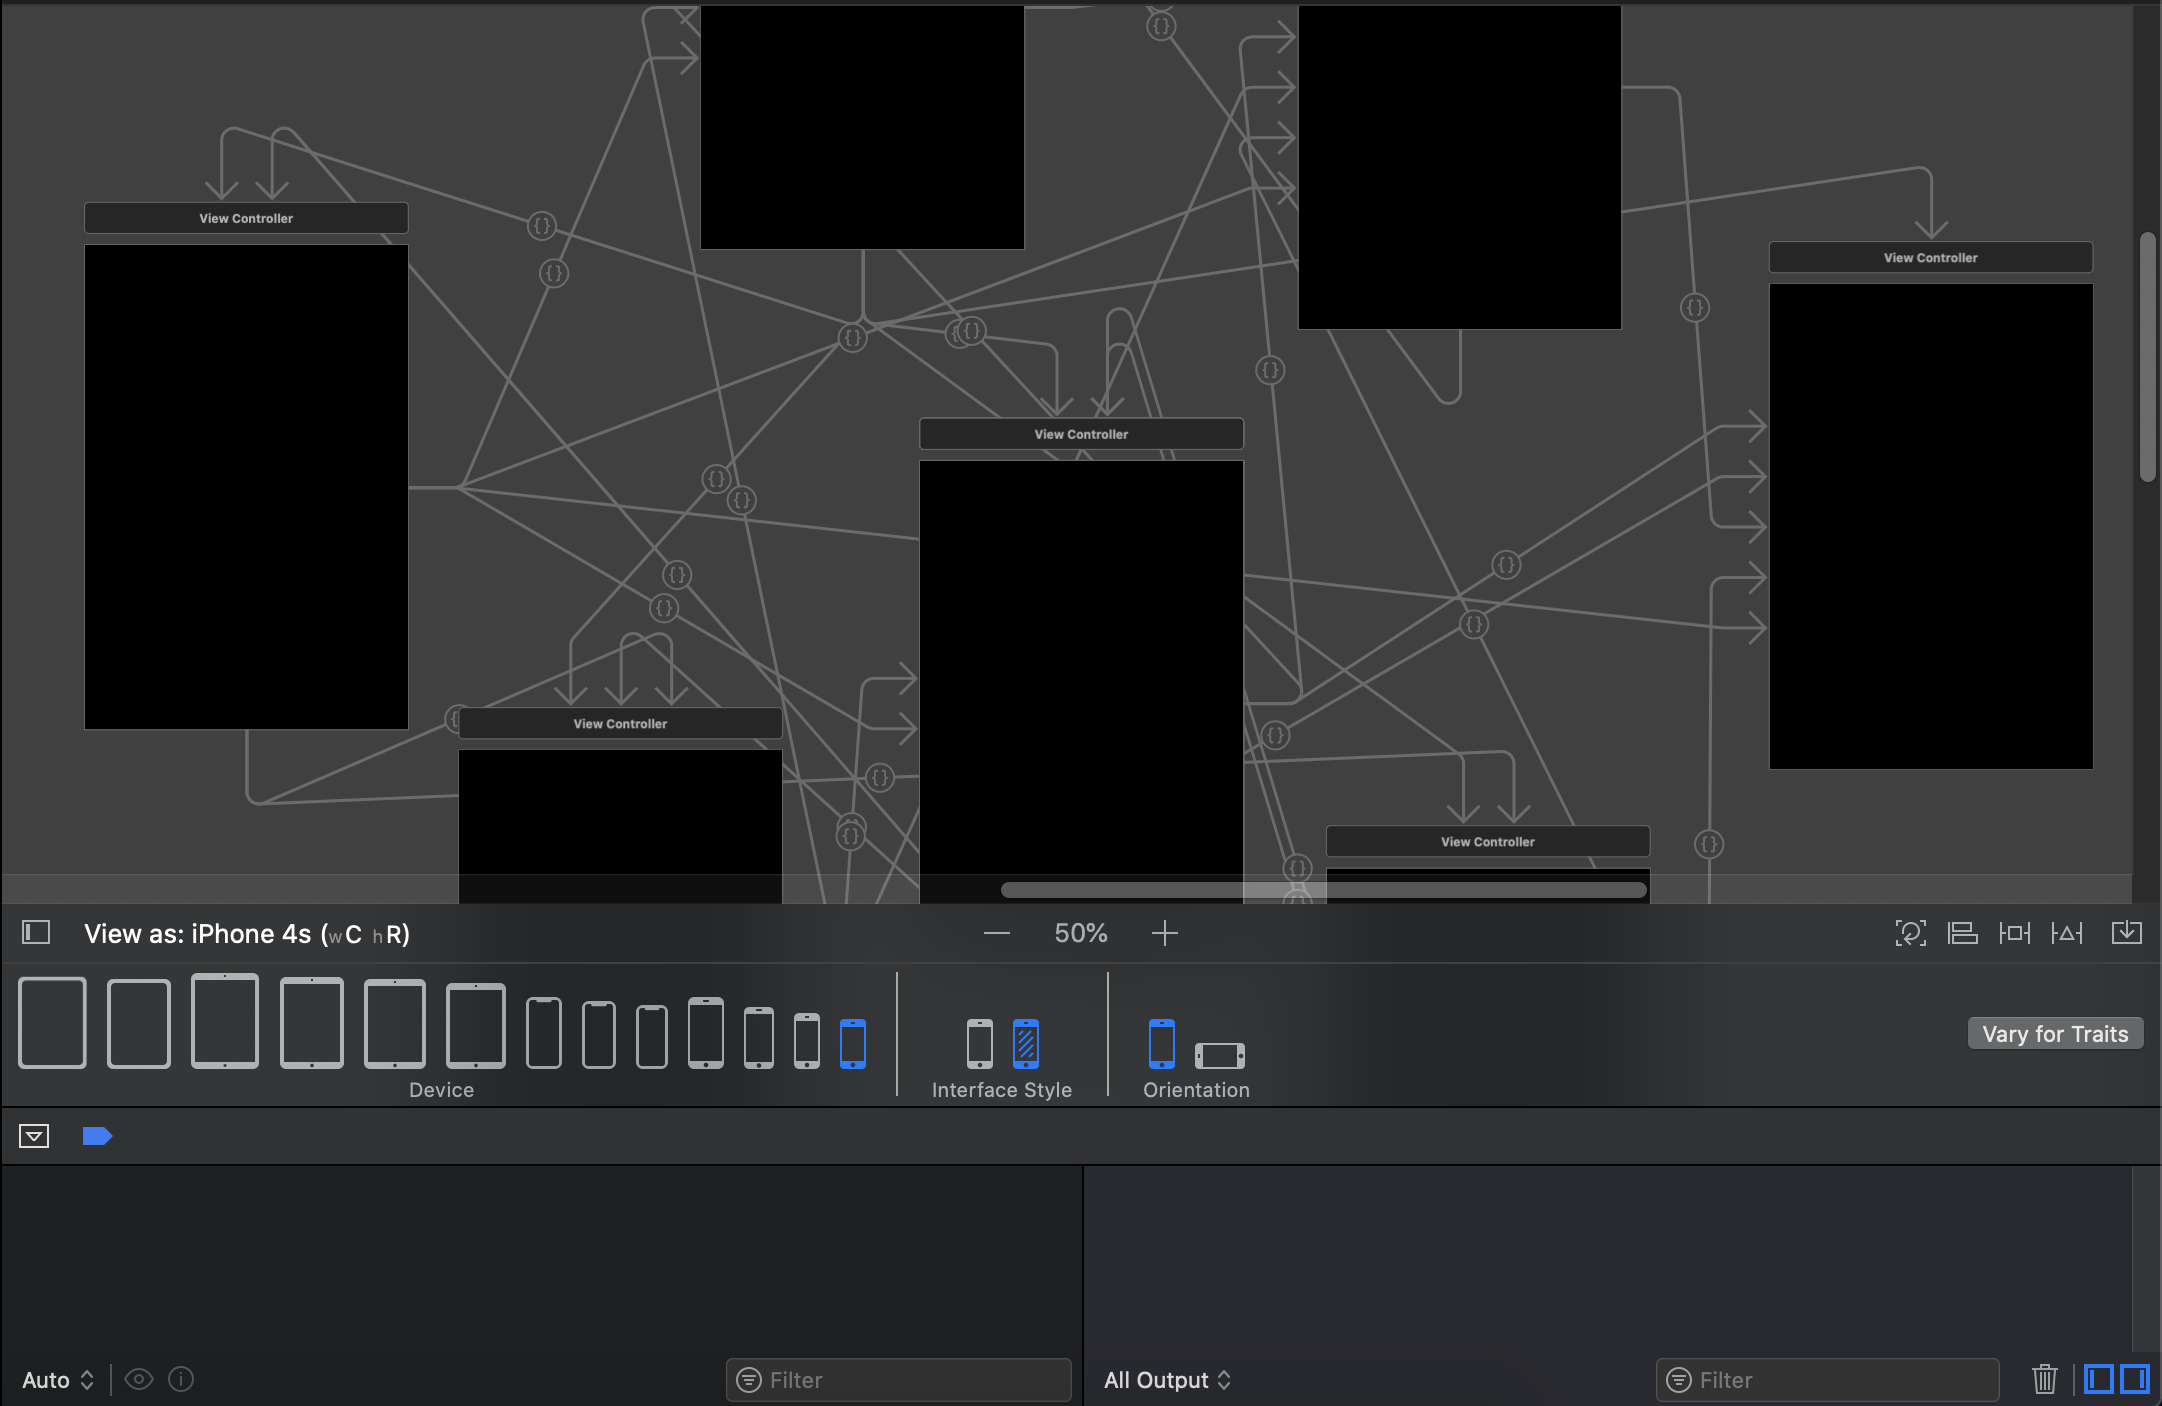 View Controller
View Controller
View Controller
View Controller
View Controller
View as: iPhone 4s (wC hR)
50%
Device
Interface Style
Orientation
Vary for Traits
Auto
Filter
All Output
Filter